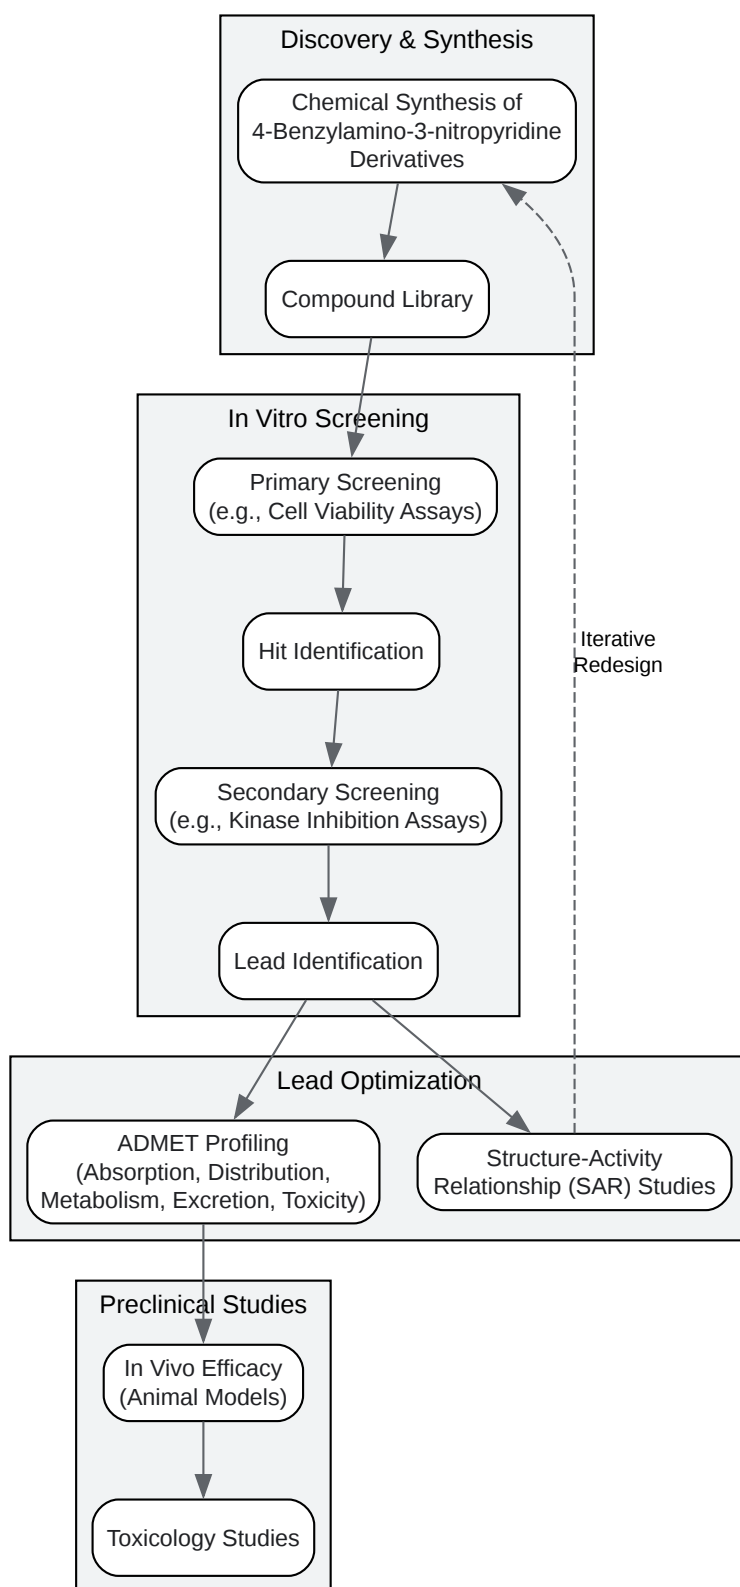 Discovery & Synthesis
Chemical Synthesis of
4-Benzylamino-3-nitropyridine
Derivatives
Compound Library
In Vitro Screening
Primary Screening
(e.g., Cell Viability Assays)
Hit Identification
Iterative
Redesign
Secondary Screening
(e.g., Kinase Inhibition Assays)
Lead Identification
Lead Optimization
ADMET Profiling
(Absorption, Distribution,
Metabolism, Excretion, Toxicity)
Structure-Activity
Relationship (SAR) Studies
Preclinical Studies
In Vivo Efficacy
(Animal Models)
Toxicology Studies